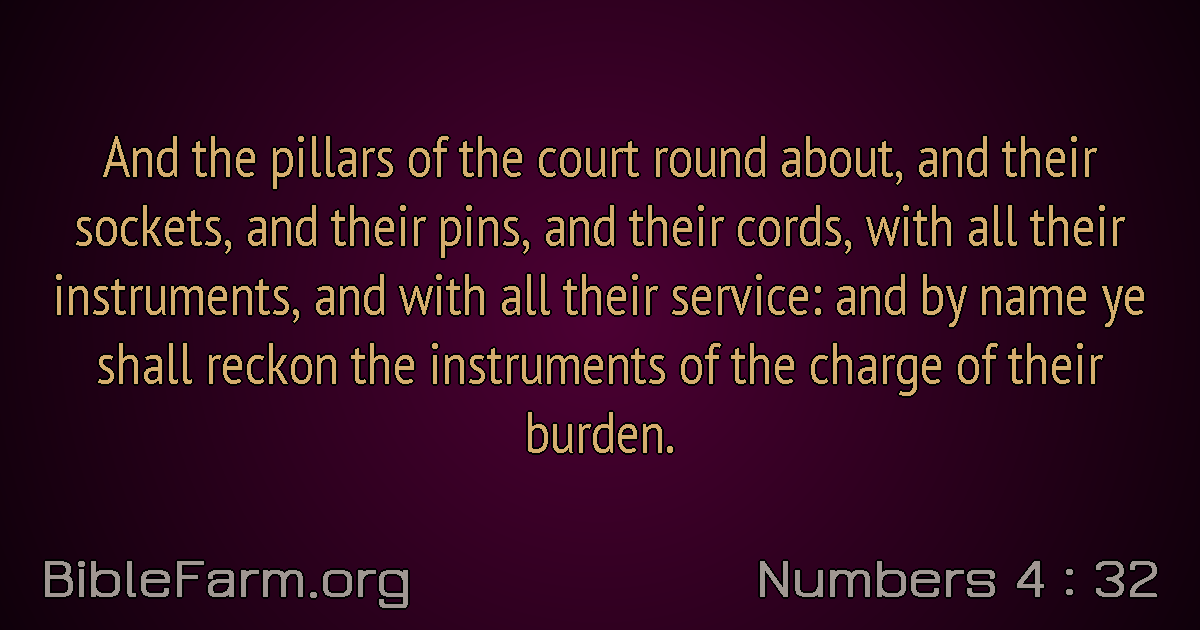 And the pillars of the court round about, and their
sockets, and their pins, and their cords, with all their
instruments, and with all their service: and by name ye
shall reckon the instruments of the charge of their
burden.
BibleFarm.org
Numbers 4 : 32